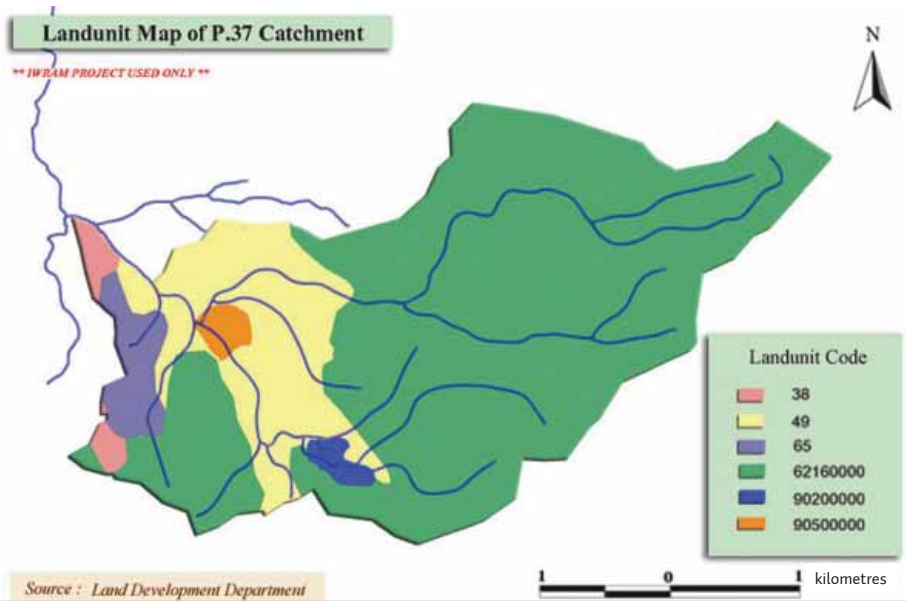 Landunit Map of P.37 Catchment
** IWRAM PROJECT USED ONLY **
N
Landunit Code
38
49
65
62160000
90200000
90500000
1 0 1 kilometres
Source : Land Development Department